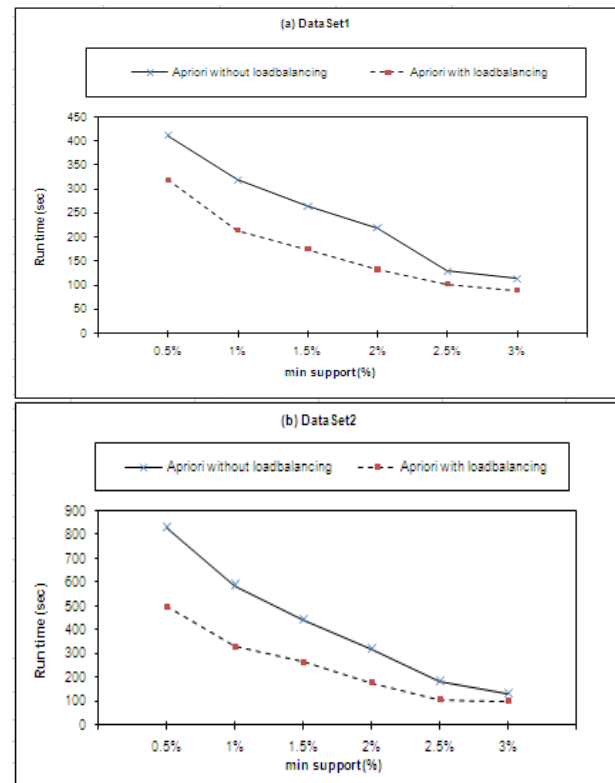 (a) DataSet1
Apriori without loadbalancing Apriori with loadbalancing
450
400
350
300
250
200
150
100
50
0
Run time (sec)
0.5% 1% 1.5% 2% 2.5% 3%
min support(%)
(b) DataSet2
Apriori without loadbalancing Apriori with loadbalancing
900
800
700
600
500
400
300
200
100
0
Run time (sec)
0.5% 1% 1.5% 2% 2.5% 3%
min support(%)